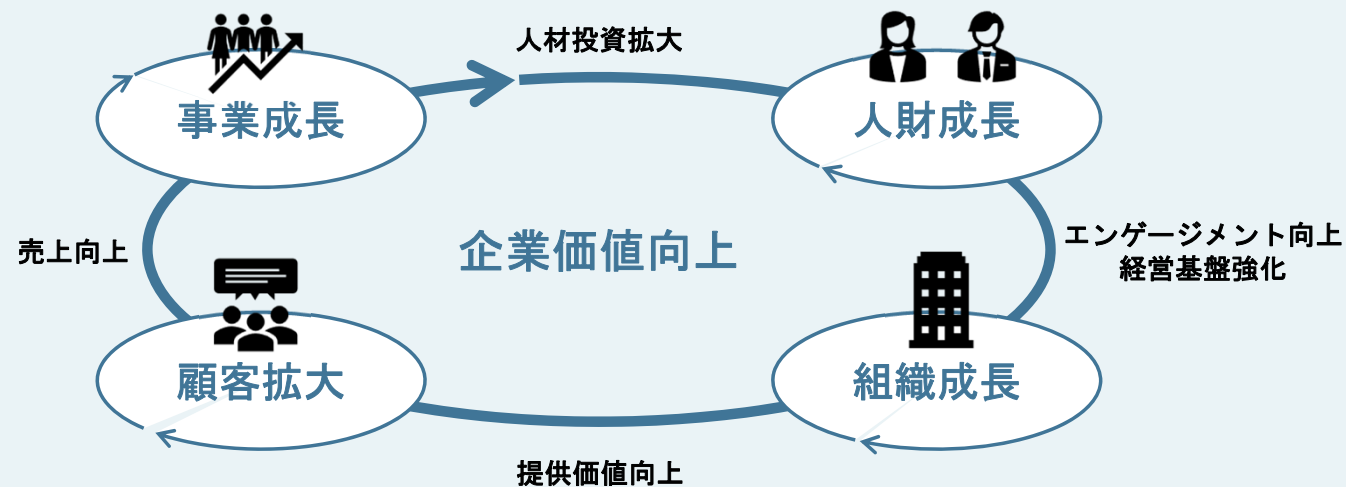 人材投資拡大
事業成長
人財成長
売上向上
企業価値向上
エンゲージメント向上
経営基盤強化
顧客拡大
組織成長
提供価値向上